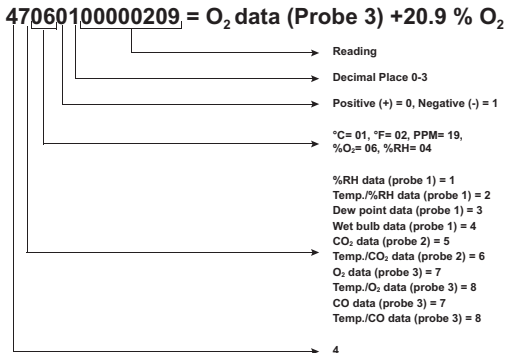 47060100000209 = O₂ data (Probe 3) +20.9 % O₂
Reading
Decimal Place 0-3
Positive (+) = 0, Negative (-) = 1
°C= 01, °F= 02, PPM= 19,
%O₂= 06, %RH= 04
%RH data (probe 1) = 1
Temp./%RH data (probe 1) = 2
Dew point data (probe 1) = 3
Wet bulb data (probe 1) = 4
CO₂ data (probe 2) = 5
Temp./CO₂ data (probe 2) = 6
O₂ data (probe 3) = 7
Temp./O₂ data (probe 3) = 8
CO data (probe 3) = 7
Temp./CO data (probe 3) = 8
4